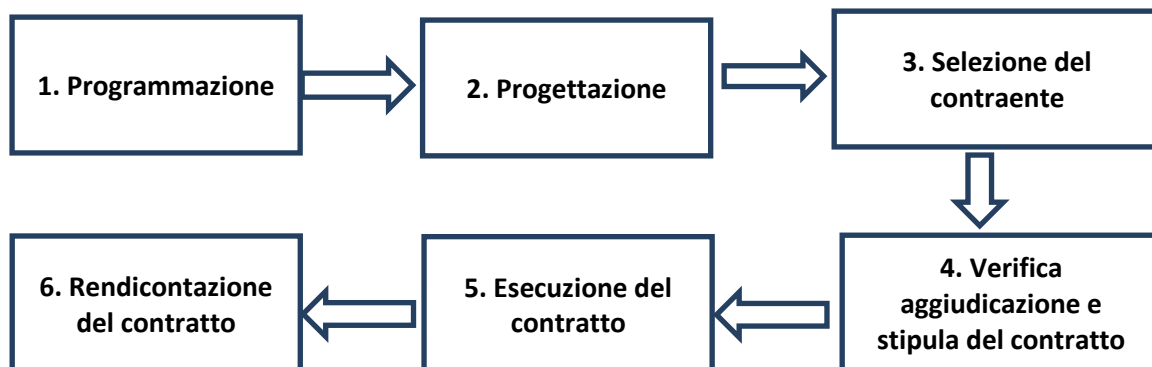 1. Programmazione
2. Progettazione
3. Selezione del
contraente
4. Verifica
aggiudicazione e
stipula del contratto
5. Esecuzione del
contratto
6. Rendicontazione
del contratto